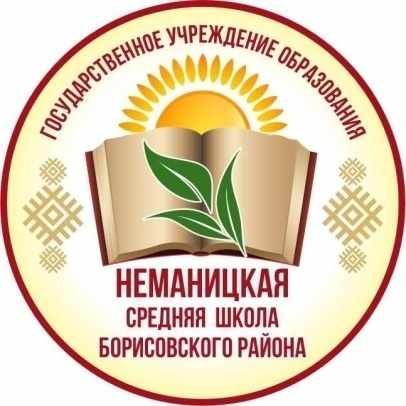 ГОСУДАРСТВЕННОЕ УЧРЕЖДЕНИЕ ОБРАЗОВАНИЯ
НЕМАНИЦКАЯ
СРЕДНЯЯ ШКОЛА
БОРИСОВСКОГО РАЙОНА